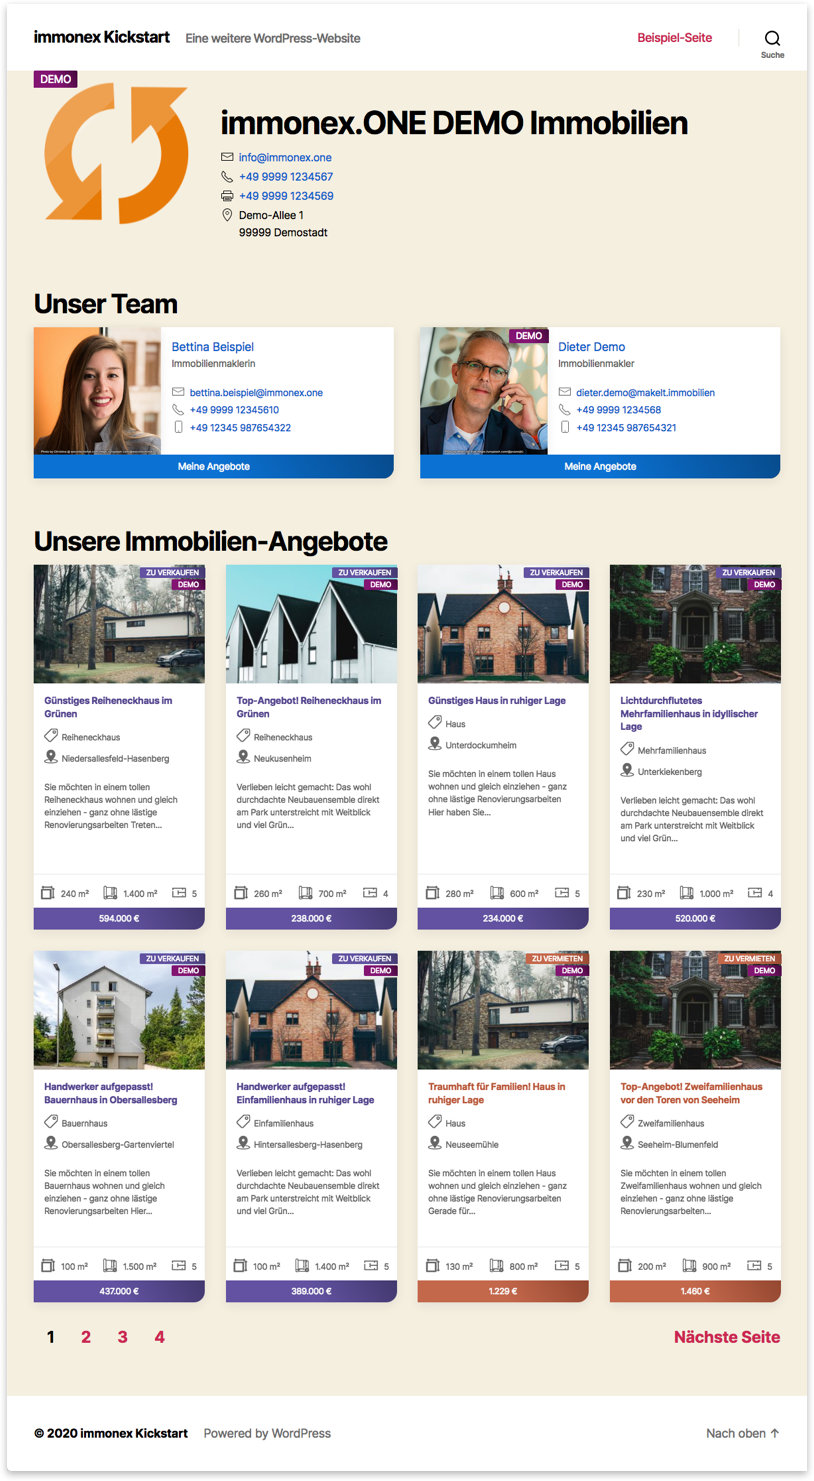 immonex Kickstart Eine weitere WordPress-Website Beispiel-Seite
Suche
DEMO
immonex.ONE DEMO Immobilien
info@immonex.one
+49 9999 1234567
+49 9999 1234569
Demo-Allee 1
99999 Demostadt
Unser Team
Bettina Beispiel
Immobilienmaklerin
bettina.beispiel@immonex.one
+49 9999 12345610
+49 12345 987654322
Meine Angebote
DEMO
Dieter Demo
Immobilienmakler
dieter.demo@makelt.immobilien
+49 9999 1234568
+49 12345 987654321
Meine Angebote
Unsere Immobilien-Angebote
ZU VERKAUFEN
DEMO
Günstiges Reiheneckhaus im
Grünen
Reiheneckhaus
Niedersallesfeld-Hasenberg
Sie möchten in einem tollen
Reiheneckhaus wohnen und gleich
einziehen - ganz ohne lästige
Renovierungsarbeiten Treten...
240 m² 1.400 m² 5
594.000 €
ZU VERKAUFEN
DEMO
Top-Angebot! Reiheneckhaus im
Grünen
Reiheneckhaus
Neukusenheim
Verlieben leicht gemacht: Das wohl
durchdachte Neubauensemble direkt
am Park unterstreicht mit Weitblick
und viel Grün...
260 m² 700 m² 4
238.000 €
ZU VERKAUFEN
DEMO
Günstiges Haus in ruhiger Lage
Haus
Unterdockumheim
Sie möchten in einem tollen Haus
wohnen und gleich einziehen - ganz
ohne lästige Renovierungsarbeiten
Hier haben Sie...
280 m² 600 m² 5
234.000 €
ZU VERKAUFEN
DEMO
Lichtdurchflutetes
Mehrfamilienhaus in idyllischer
Lage
Mehrfamilienhaus
Unterkiekenberg
Verlieben leicht gemacht: Das wohl
durchdachte Neubauensemble direkt
am Park unterstreicht mit Weitblick
und viel Grün...
230 m² 1.000 m² 4
520.000 €
ZU VERKAUFEN
DEMO
Handwerker aufgepasst!
Bauernhaus in Obersallesberg
Bauernhaus
Obersallesberg-Gartenviertel
Sie möchten in einem tollen
Bauernhaus wohnen und gleich
einziehen - ganz ohne lästige
Renovierungsarbeiten Hier...
100 m² 1.500 m² 5
437.000 €
ZU VERKAUFEN
DEMO
Handwerker aufgepasst!
Einfamilienhaus in ruhiger Lage
Einfamilienhaus
Hintersallesberg-Hasenberg
Verlieben leicht gemacht: Das wohl
durchdachte Neubauensemble direkt
am Park unterstreicht mit Weitblick
und viel Grün...
100 m² 1.400 m² 5
389.000 €
ZU VERMIETEN
DEMO
Traumhaft für Familien! Haus in
ruhiger Lage
Haus
Neuseemühle
Sie möchten in einem tollen Haus
wohnen und gleich einziehen - ganz
ohne lästige Renovierungsarbeiten
Gerade für...
130 m² 800 m² 5
1.229 €
ZU VERMIETEN
DEMO
Top-Angebot! Zweifamilienhaus
vor den Toren von Seeheim
Zweifamilienhaus
Seeheim-Blumenfeld
Sie möchten in einem tollen
Zweifamilienhaus wohnen und gleich
einziehen - ganz ohne lästige
Renovierungsarbeiten...
200 m² 900 m² 5
1.460 €
1 2 3 4 Nächste Seite
© 2020 immonex Kickstart Powered by WordPress Nach oben ↑